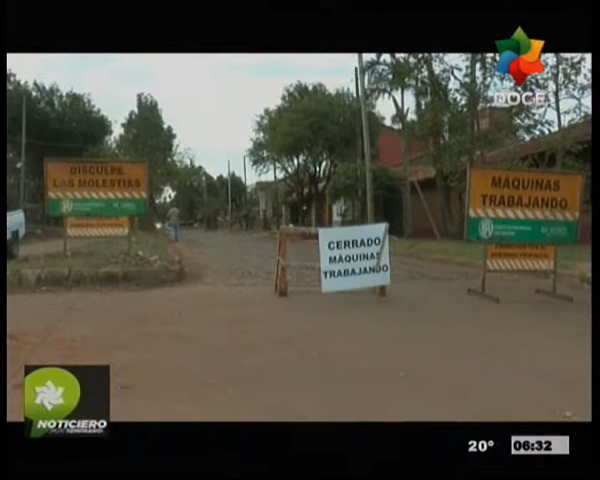 DOCE
DISCULPE
LAS MOLESTIAS
MÁQUINAS
TRABAJANDO
CERRADO
MÁQUINAS
TRABAJANDO
NOTICIERO
20°
06:32